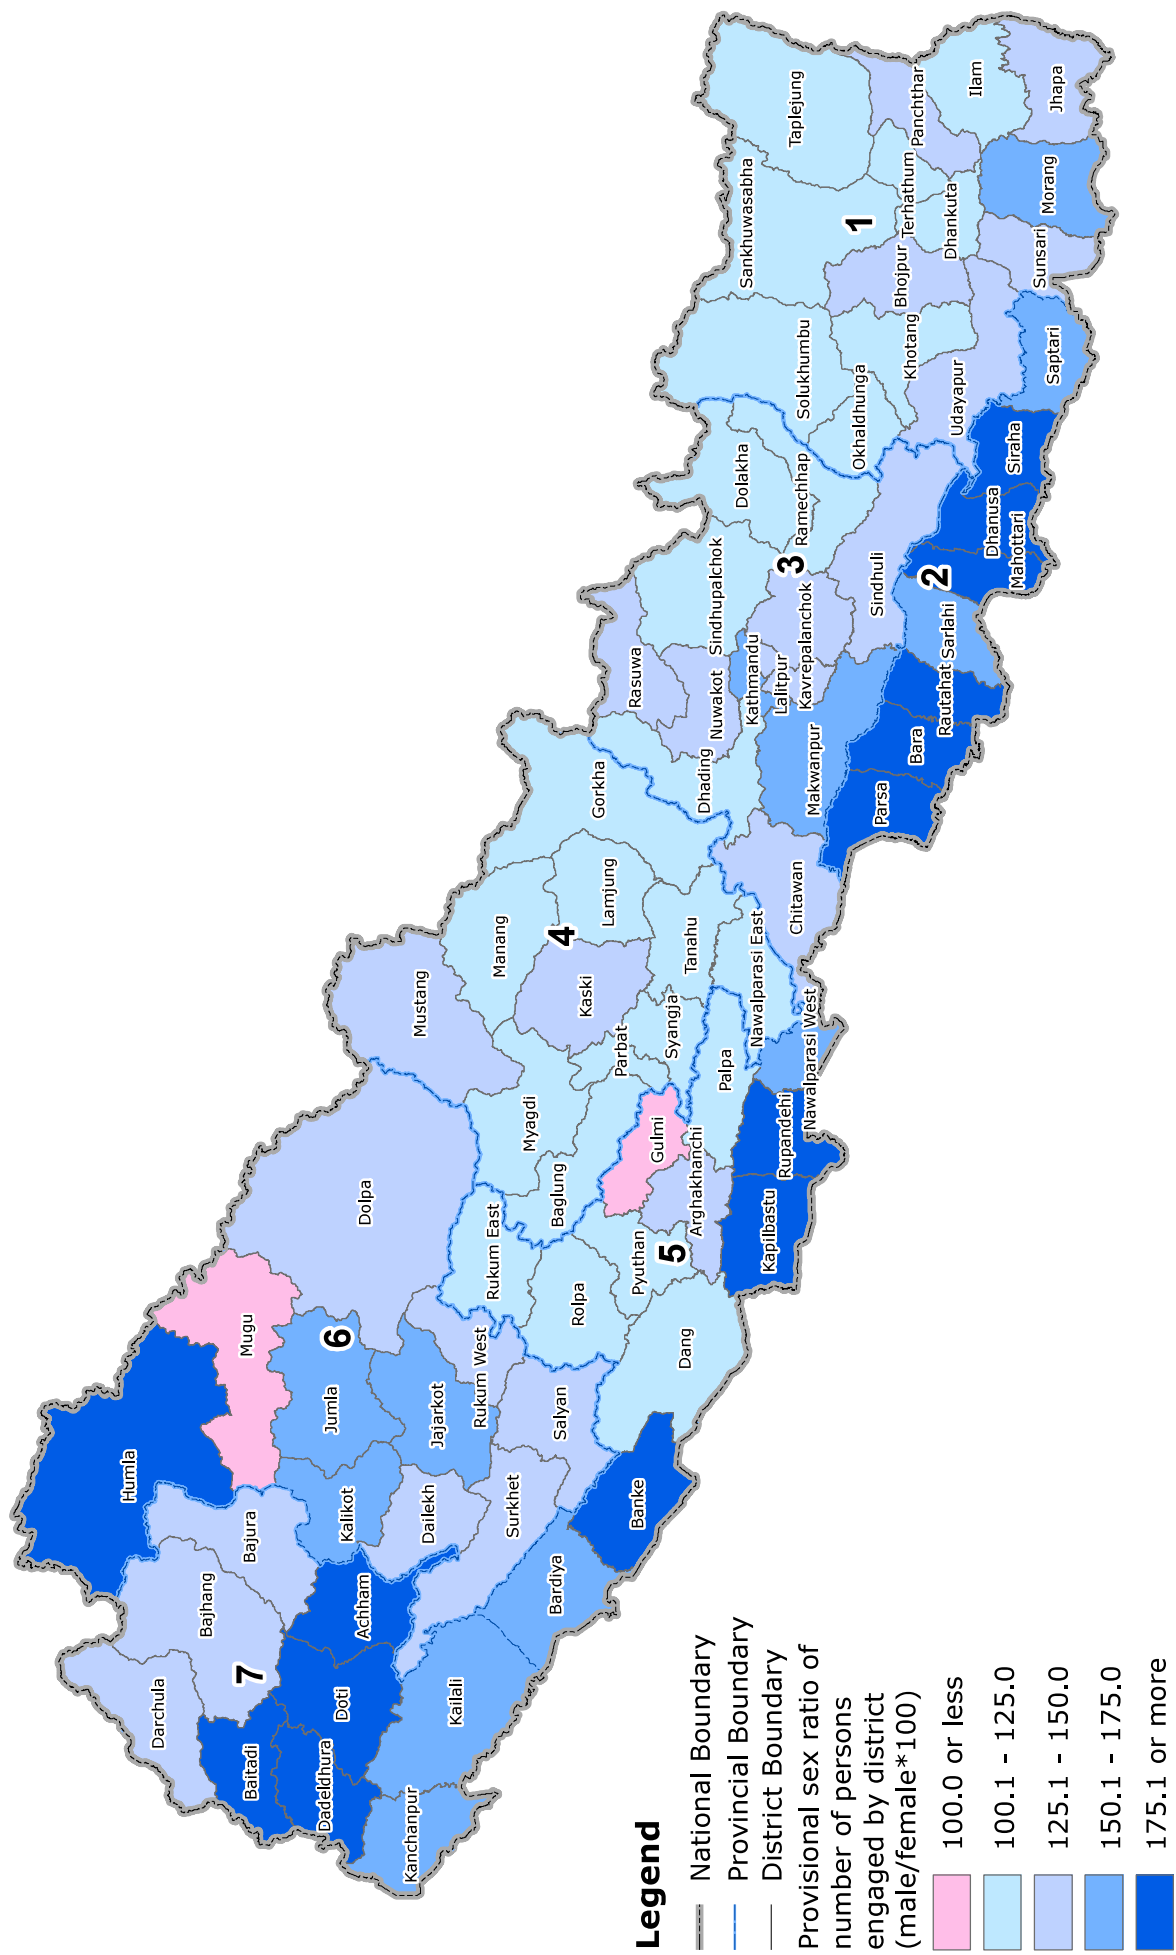 Humla
Darchula
Bajhang
Bajura
Mugu
Baitadi
7
Dadeldhura
Doti
Achham
Kalikot
Jumla
6
Dolpa
Mustang
Kanchanpur
Kailali
Dailekh
Jajarkot
Rukum West
Rukum East
Myagdi
Manang
Surkhet
Salyan
Bardiya
Banke
Rolpa
Baglung
Kaski
4
Lamjung
Gorkha
Dang
Pyuthan
5
Gulmi
Parbat
Syangja
Tanahu
Arghakhanchi
Palpa
Nawalparasi East
Kapilbastu
Rupandehi
Nawalparasi West
Chitawan
Dhading
Rasuwa
Nuwakot
Sindhupalchok
Dolakha
Kathmandu
Lalitpur
Kavrepalanchok
3
Ramechhap
Makwanpur
Sindhuli
Parsa
Bara
Rautahat
Sarlahi
2
Mahottari
Dhanusa
Siraha
Saptari
Solukhumbu
Okhaldhunga
Khotang
Udayapur
Sankhuwasabha
Taplejung
1
Bhojpur
Terhathum
Panchthar
Dhankuta
Ilam
Sunsari
Morang
Jhapa
Legend
National Boundary
Provincial Boundary
District Boundary
Provisional sex ratio of
number of persons
engaged by district
(male/female*100)
100.0 or less
100.1 - 125.0
125.1 - 150.0
150.1 - 175.0
175.1 or more